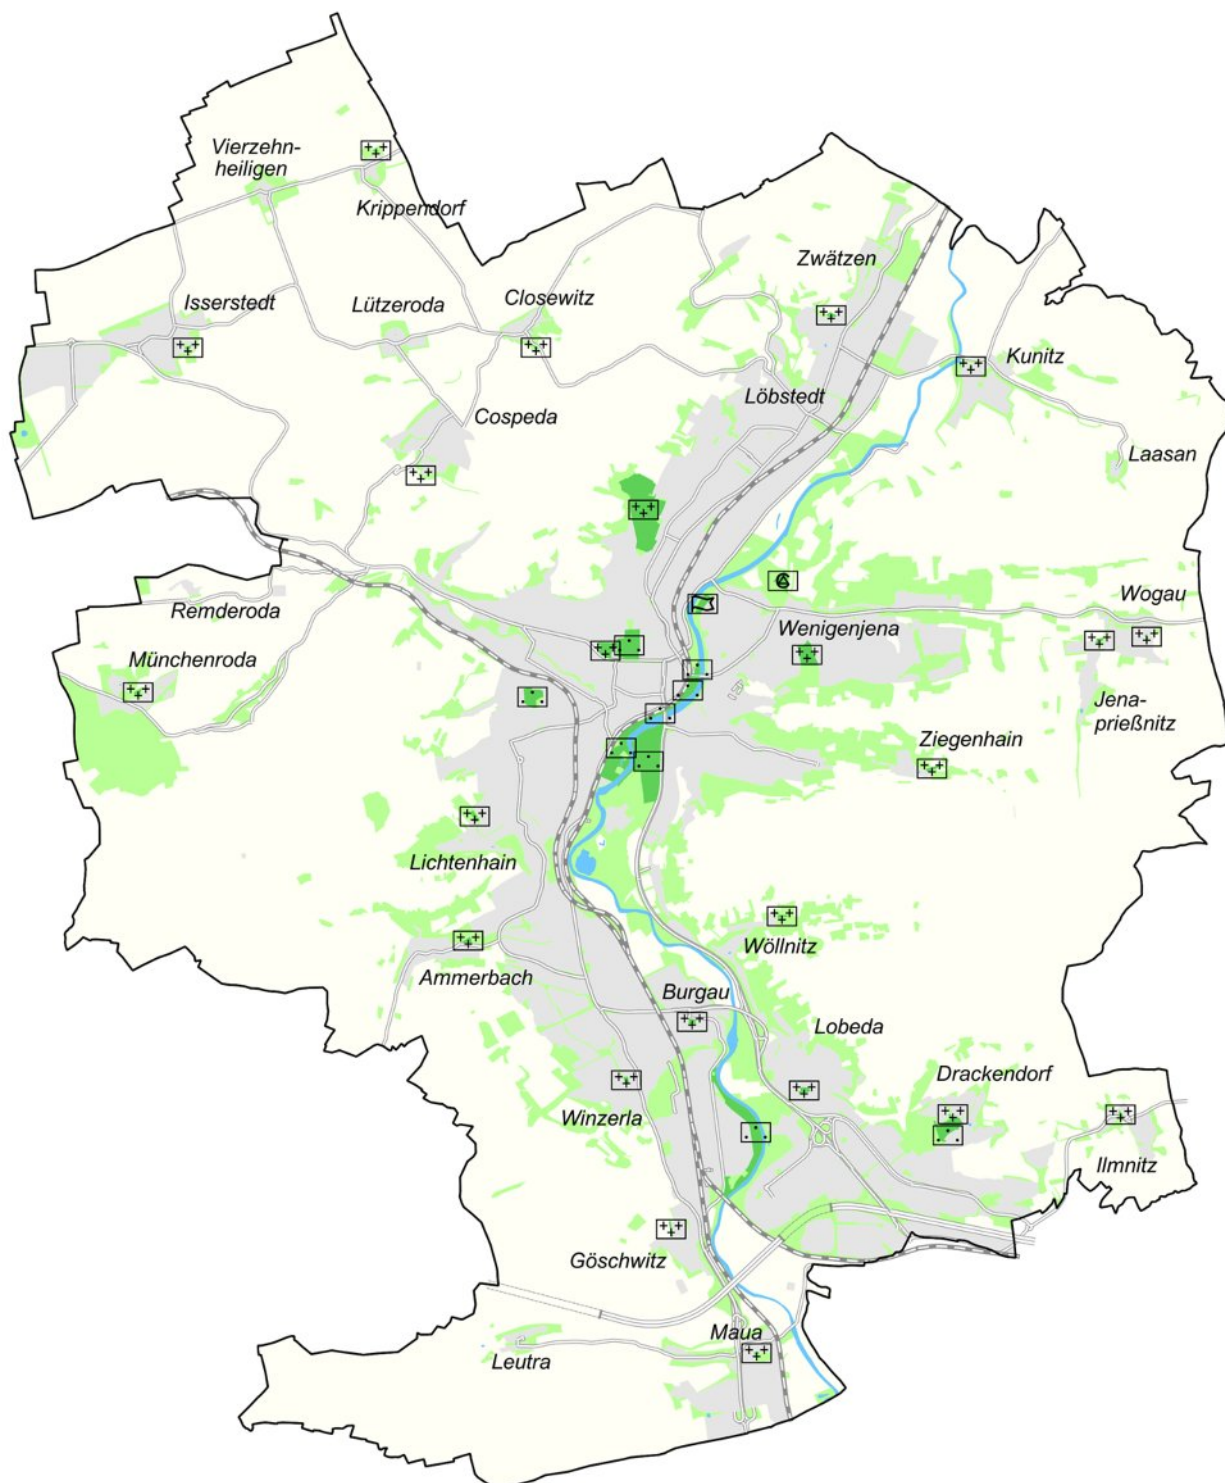 Vierzehn-
heiligen
Krippendorf
Zwätzen
Isserstedt
Lützeroda
Closewitz
Kunitz
Löbstedt
Cospeda
Laasan
Remderoda
Wogau
Wenigenjena
Münchenroda
Jena-
prießnitz
Ziegenhain
Lichtenhain
Wöllnitz
Ammerbach
Burgau
Lobeda
Drackendorf
Winzerla
Ilmnitz
Göschwitz
Maua
Leutra